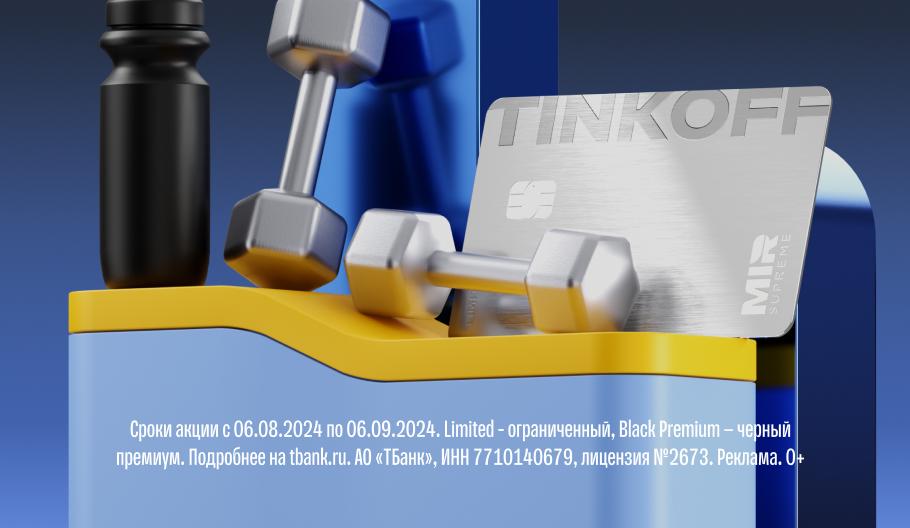 TINKOFF
MIR
SUPREME
Сроки акции с 06.08.2024 по 06.09.2024. Limited - ограниченный, Black Premium – черный
премиум. Подробнее на tbank.ru. АО «ТБанк», ИНН 7710140679, лицензия №2673. Реклама. 0+